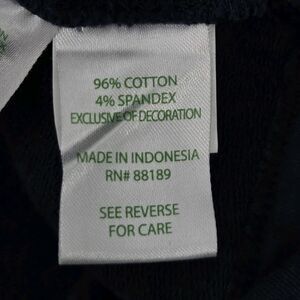 96% COTTON
4% SPANDEX
EXCLUSIVE OF DECORATION
MADE IN INDONESIA
RN# 88189
SEE REVERSE
FOR CARE